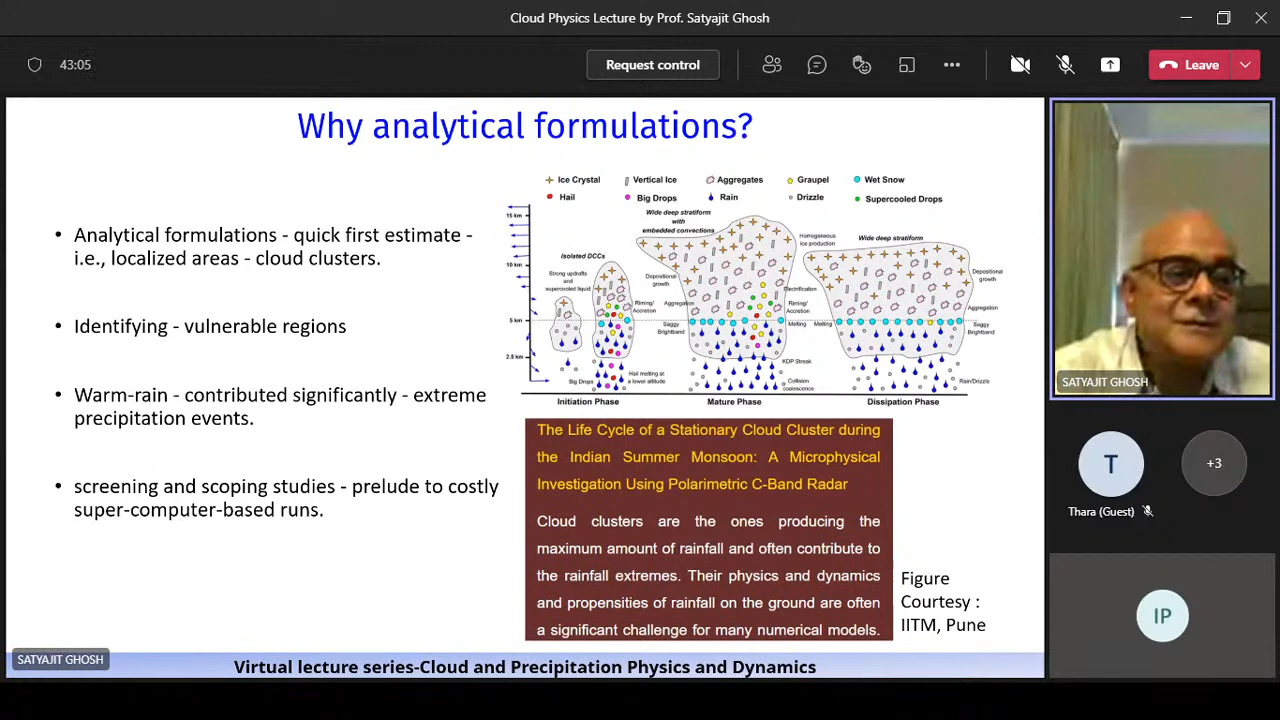 Cloud Physics Lecture by Prof. Satyajit Ghosh
43:05
Request control
Leave
Why analytical formulations?
• Analytical formulations - quick first estimate -
i.e., localized areas - cloud clusters.
• Identifying - vulnerable regions
• Warm-rain - contributed significantly - extreme
precipitation events.
• screening and scoping studies - prelude to costly
super-computer-based runs.
Ice Crystal
Vertical Ice
Aggregates
Graupel
Wet Snow
Hail
Big Drops
Rain
Drizzle
Supercooled Drops
15 km
10 km
5 km
2.5 km
Isolated DCCs
Strong updrafts
and
supercooled liquid
Riming/
Accretion
Big Drops
Hail melting at
a lower altitude
Wide deep stratiform
with
embedded convections
Depositional
growth
Aggregation
Saggy
Brightband
Homogeneous
ice production
Electrification
Riming/
Accretion
Melting
KDP Streak
Collision
coalescence
Wide deep stratiform
Melting
Depositional
growth
Aggregation
Saggy
Brightband
Rain/Drizzle
Initiation Phase
Mature Phase
Dissipation Phase
The Life Cycle of a Stationary Cloud Cluster during
the Indian Summer Monsoon: A Microphysical
Investigation Using Polarimetric C-Band Radar
Cloud clusters are the ones producing the
maximum amount of rainfall and often contribute to
the rainfall extremes. Their physics and dynamics
and propensities of rainfall on the ground are often
a significant challenge for many numerical models.
Figure
Courtesy :
IITM, Pune
SATYAJIT GHOSH
Virtual lecture series-Cloud and Precipitation Physics and Dynamics
SATYAJIT GHOSH
T
+3
Thara (Guest)
IP